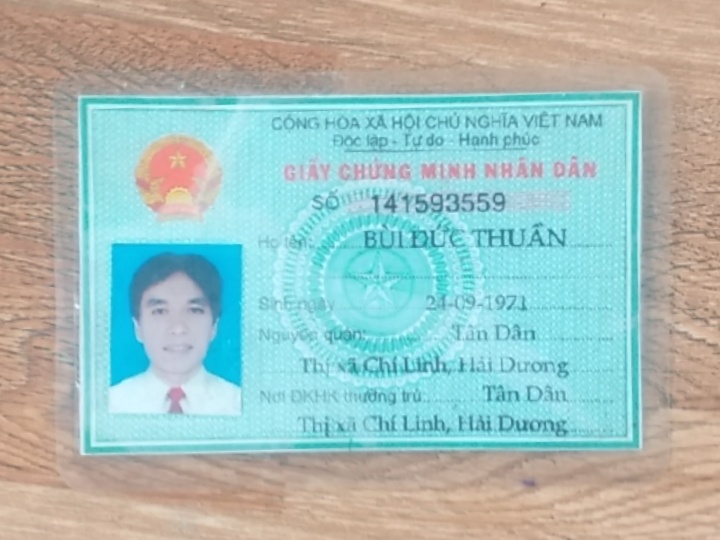 CỘNG HÒA XÃ HỘI CHỦ NGHĨA VIỆT NAM
Độc lập - Tự do - Hạnh phúc
GIẤY CHỨNG MINH NHÂN DÂN
SỐ 141593559
Họ tên: BÙI ĐỨC THUẦN
Sinh ngày 24-09-1971
Nguyên quán: Tân Dân
Thị xã Chí Linh, Hải Dương
Nơi ĐKHK thường trú: Tân Dân
Thị xã Chí Linh, Hải Dương